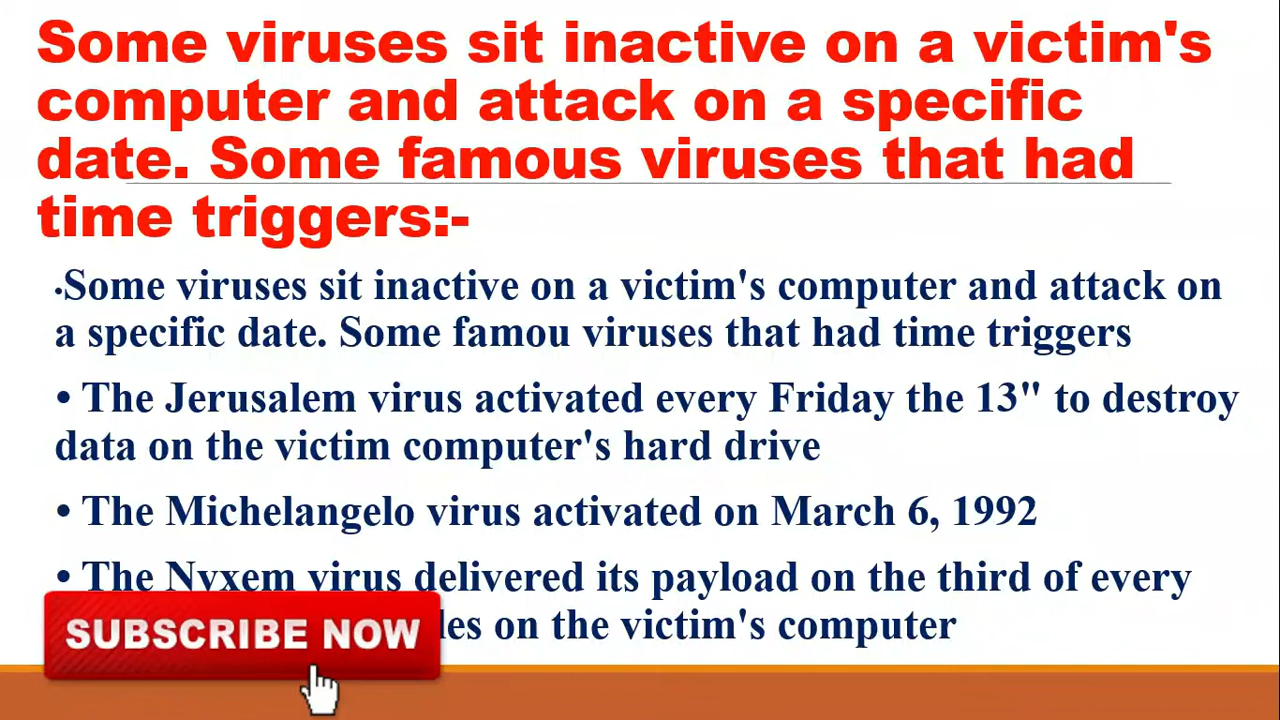 Some viruses sit inactive on a victim's
computer and attack on a specific
date. Some famous viruses that had
time triggers:-
•Some viruses sit inactive on a victim's computer and attack on
a specific date. Some famou viruses that had time triggers
• The Jerusalem virus activated every Friday the 13" to destroy
data on the victim computer's hard drive
• The Michelangelo virus activated on March 6, 1992
• The Nyxem virus delivered its payload on the third of every
on the victim's computer
SUBSCRIBE NOW